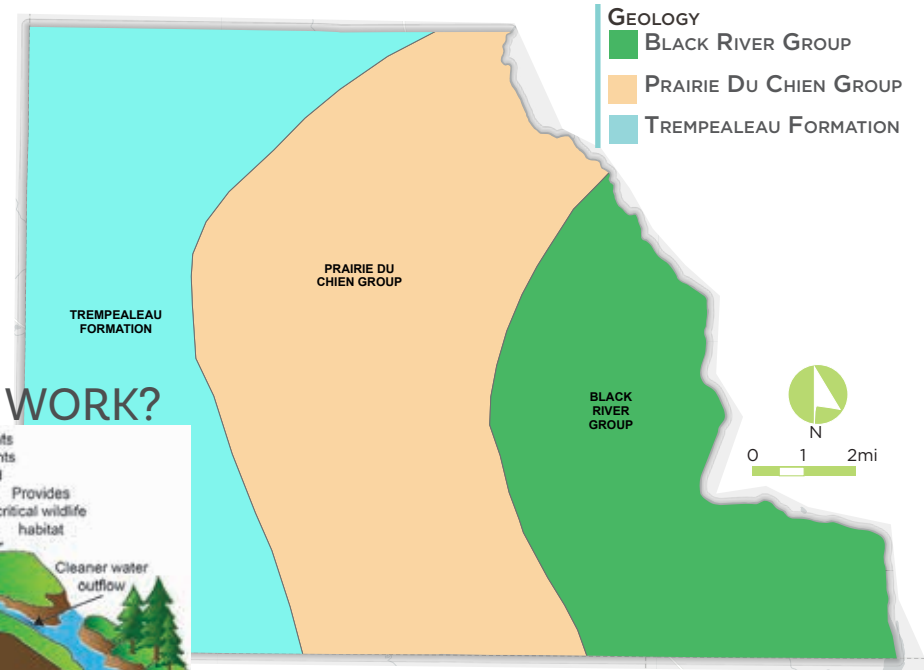 GEOLOGY
BLACK RIVER GROUP
PRAIRIE DU CHIEN GROUP
TREMPEALEAU FORMATION
PRAIRIE DU
CHIEN GROUP
TREMPEALEAU
FORMATION
BLACK
RIVER
GROUP
N
0 1 2mi
WORK?
Provides
critical wildlife
habitat
Cleaner water
outflow